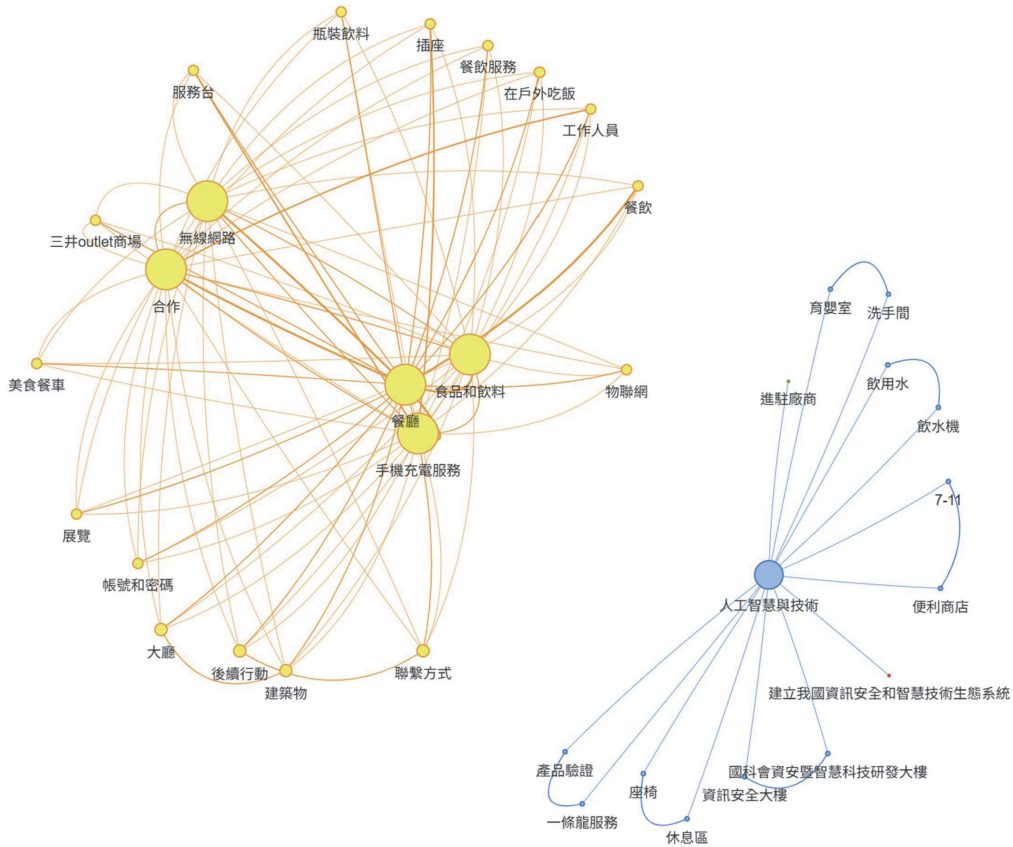 瓶裝飲料
插座
餐飲服務
服務台
在戶外吃飯
工作人員
餐飲
無線網路
三井outlet商場
合作
育嬰室
洗手間
美食餐車
食品和飲料
物聯網
飲用水
進駐廠商
餐廳
飲水機
手機充電服務
7-11
展覽
帳號和密碼
人工智慧與技術
便利商店
大廳
後續行動
聯繫方式
建築物
建立我國資訊安全和智慧技術生態系統
產品驗證
國科會資安暨智慧科技研發大樓
座椅
資訊安全大樓
一條龍服務
休息區